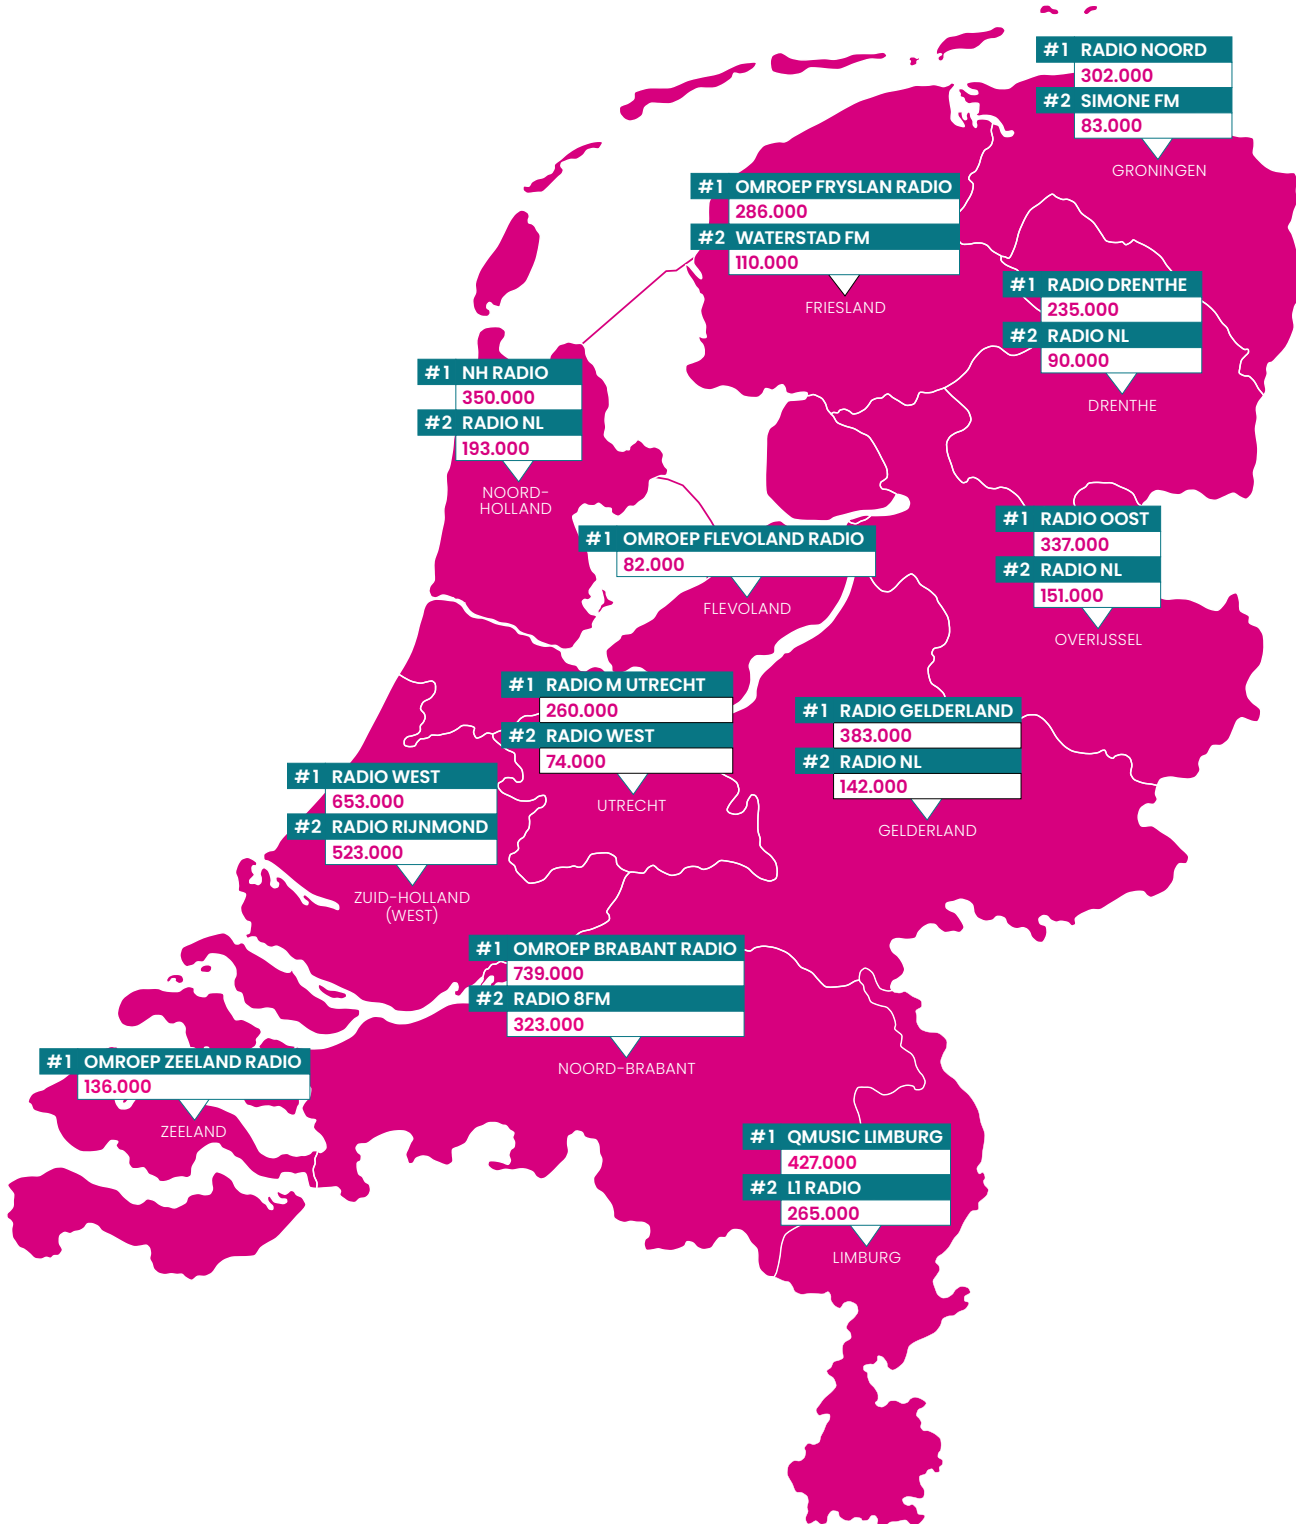 #1 RADIO NOORD
302.000
#2 SIMONE FM
83.000
GRONINGEN
#1 OMROEP FRYSLAN RADIO
286.000
#2 WATERSTAD FM
110.000
FRIESLAND
#1 RADIO DRENTHE
235.000
#2 RADIO NL
90.000
DRENTHE
#1 NH RADIO
350.000
#2 RADIO NL
193.000
NOORD-
HOLLAND
#1 RADIO OOST
337.000
#2 RADIO NL
151.000
OVERIJSSEL
#1 OMROEP FLEVOLAND RADIO
82.000
FLEVOLAND
#1 RADIO M UTRECHT
260.000
#2 RADIO WEST
74.000
UTRECHT
#1 RADIO GELDERLAND
383.000
#2 RADIO NL
142.000
GELDERLAND
#1 RADIO WEST
653.000
#2 RADIO RIJNMOND
523.000
ZUID-HOLLAND
(WEST)
#1 OMROEP BRABANT RADIO
739.000
#2 RADIO 8FM
323.000
NOORD-BRABANT
#1 OMROEP ZEELAND RADIO
136.000
ZEELAND
#1 QMUSIC LIMBURG
427.000
#2 L1 RADIO
265.000
LIMBURG